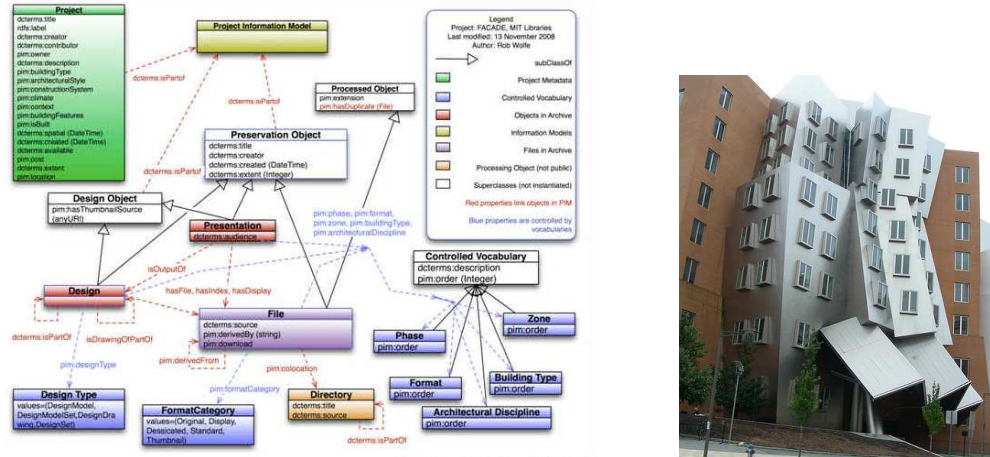 Project
dcterms:title
rdfs:label
dcterms:creator
dcterms:contributor
pim:owner
dcterms:description
pim:buildingType
pim:architecturalStyle
pim:constructionSystem
pim:climate
pim:context
pim:buildingFeatures
pim:isBuilt
dcterms:spatial (DateTime)
dcterms:created (DateTime)
dcterms:available
pim:cost
dcterms:extent
pim:location
Project Information Model
dcterms:isPartof
dcterms:isPartof
dcterms:isPartof
Processed Object
pim:extension
pim:hasDuplicate (File)
Preservation Object
dcterms:title
dcterms:creator
dcterms:created (DateTime)
dcterms:extent (Integer)
Legend
Project: FACADE, MIT Libraries
Last modified: 13 November 2008
Author: Rob Wolfe
subClassOf
Project Metadata
Controlled Vocabulary
Objects in Archive
Information Models
Files in Archive
Processing Object (not public)
Superclasses (not instantiated)
Red properties link objects in PIM
Blue properties are controlled by
vocabularies
Design Object
pim:hasThumbnailSource
(anyURI)
Presentation
dcterms:audience
pim:phase, pim:format,
pim:zone, pim:buildingType,
pim:architecturalDiscipline
isOutputOf
Design
hasFile, hasIndex, hasDisplay
dcterms:isPartOf
isDrawingOfPartOf
File
dcterms:source
pim:derivedBy (string)
pim:download
pim:derivedFrom
pim:designType
pim:formatCategory
pim:colocation
Controlled Vocabulary
dcterms:description
pim:order (Integer)
Phase
pim:order
Zone
pim:order
Format
pim:order
Building Type
pim:order
Architectural Discipline
pim:order
Design Type
values=(DesignModel,
DesignModelSet,DesignDra
wing,DesignSet)
FormatCategory
values=(Original, Display,
Dessicated, Standard,
Thumbnail)
Directory
dcterms:title
dcterms:source
dcterms:isPartOf